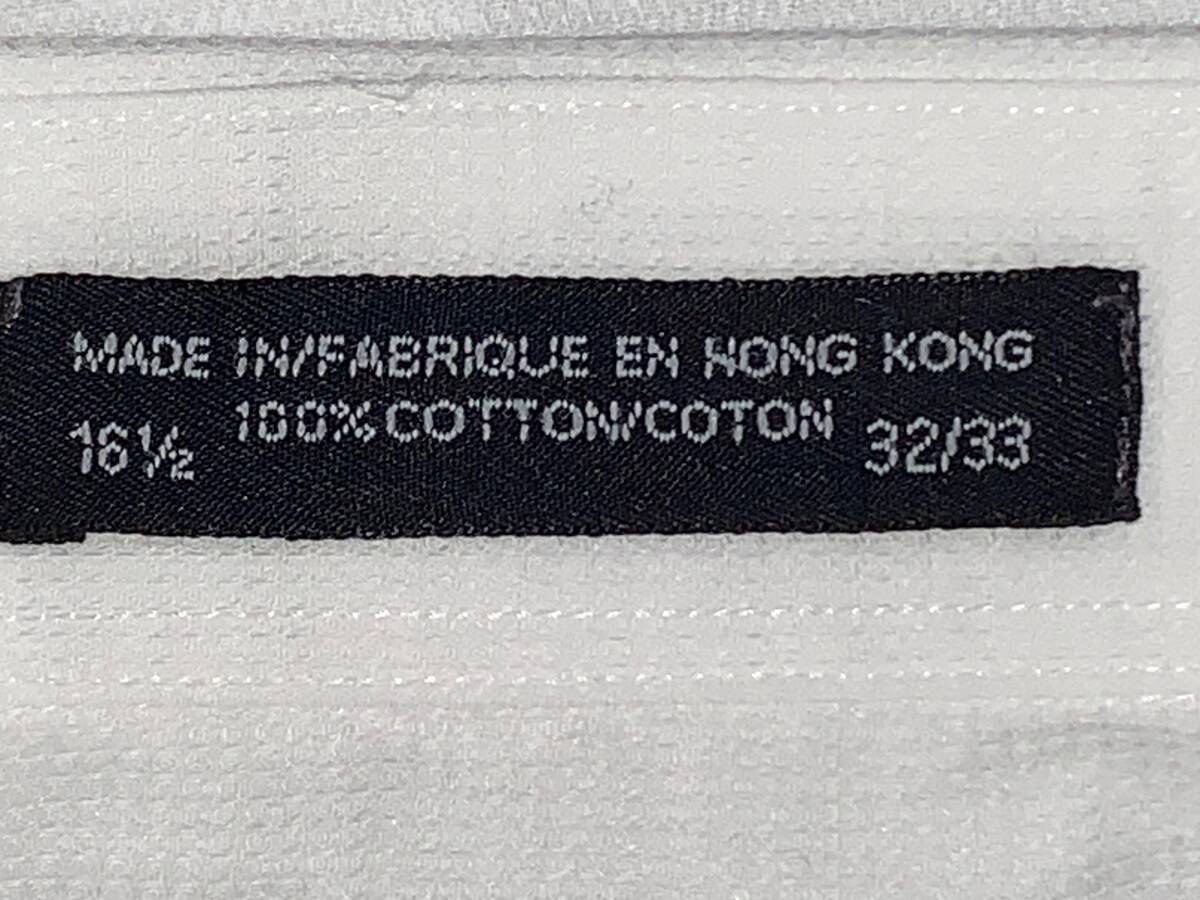 MADE IN/FABRIQUE EN HONG KONG
16½ 100% COTTON/COTON 32/33